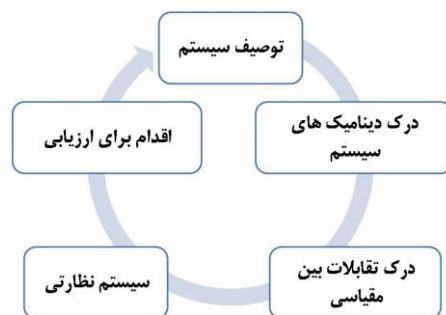 توصیف سیستم
درک دینامیک های
سیستم
درک تقابلات بین
مقیاسی
سیستم نظارتی
اقدام برای ارزیابی